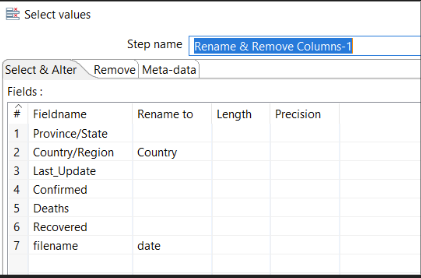 Select values
Step name Rename & Remove Columns-1
Select & Alter Remove Meta-data
Fields :
# Fieldname Rename to Length Precision
1 Province/State
2 Country/Region Country
3 Last_Update
4 Confirmed
5 Deaths
6 Recovered
7 filename date